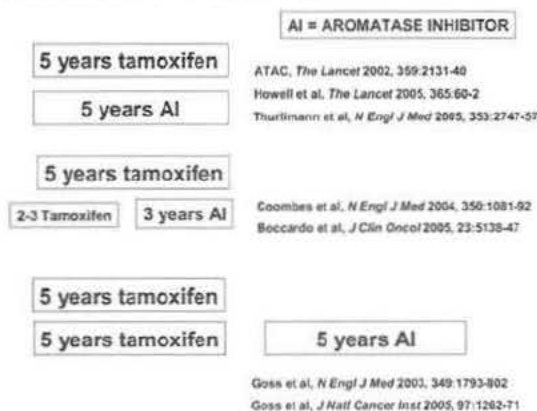 AI = AROMATASE INHIBITOR
5 years tamoxifen
5 years AI
ATAC, The Lancet 2002, 359:2131-40
Howell et al, The Lancet 2005, 365:60-2
Thurlimann et al, N Engl J Med 2005, 353:2747-57
5 years tamoxifen
2-3 Tamoxifen
3 years AI
Coombes et al, N Engl J Med 2004, 350:1081-92
Boccardo et al, J Clin Oncol 2005, 23:5138-47
5 years tamoxifen
5 years tamoxifen
5 years AI
Goss et al, N Engl J Med 2003, 349:1793-802
Goss et al, J Natl Cancer Inst 2005, 97:1262-71